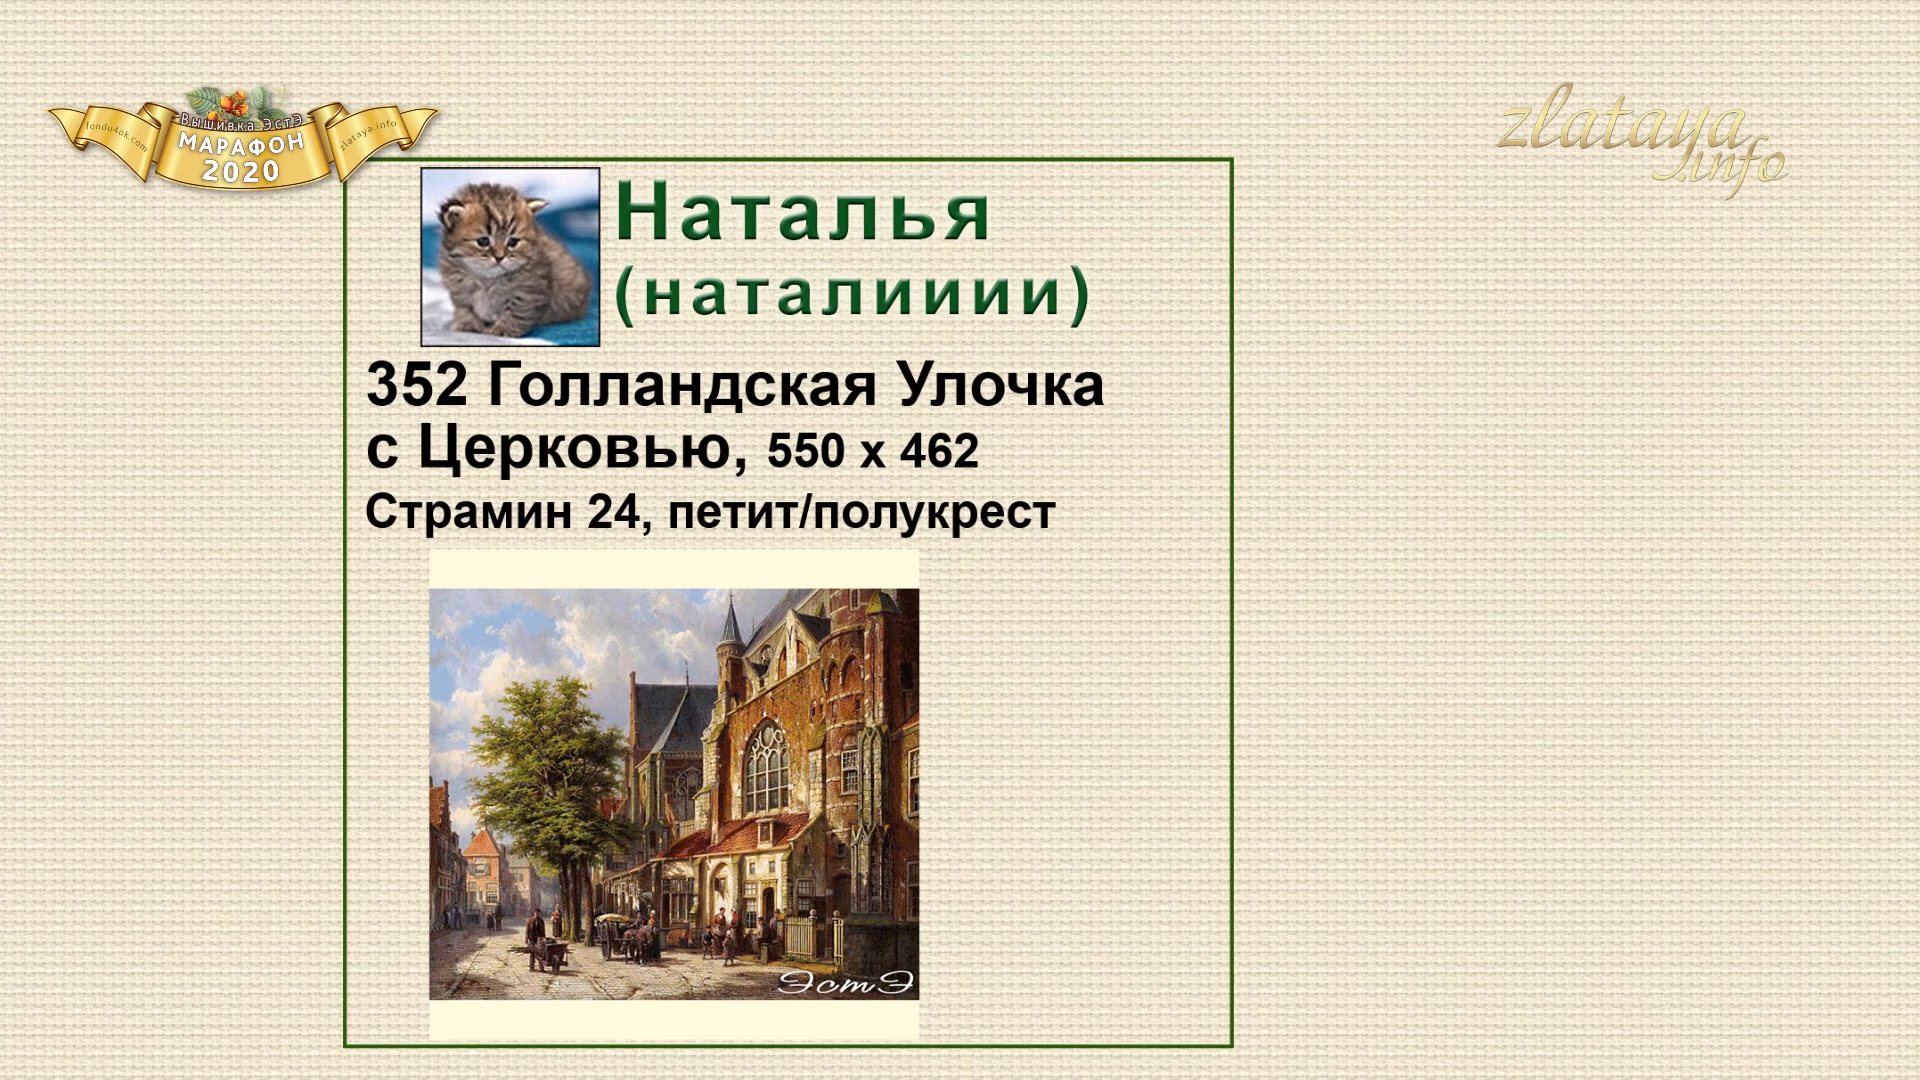 Вышивка ЭстЭ
fondu4ok.com
МАРАФОН
zlataya.info
2020
zlataya
.info
Наталья
(наталииии)
352 Голландская Улочка
с Церковью, 550 х 462
Страмин 24, петит/полукрест
ЭстЭ